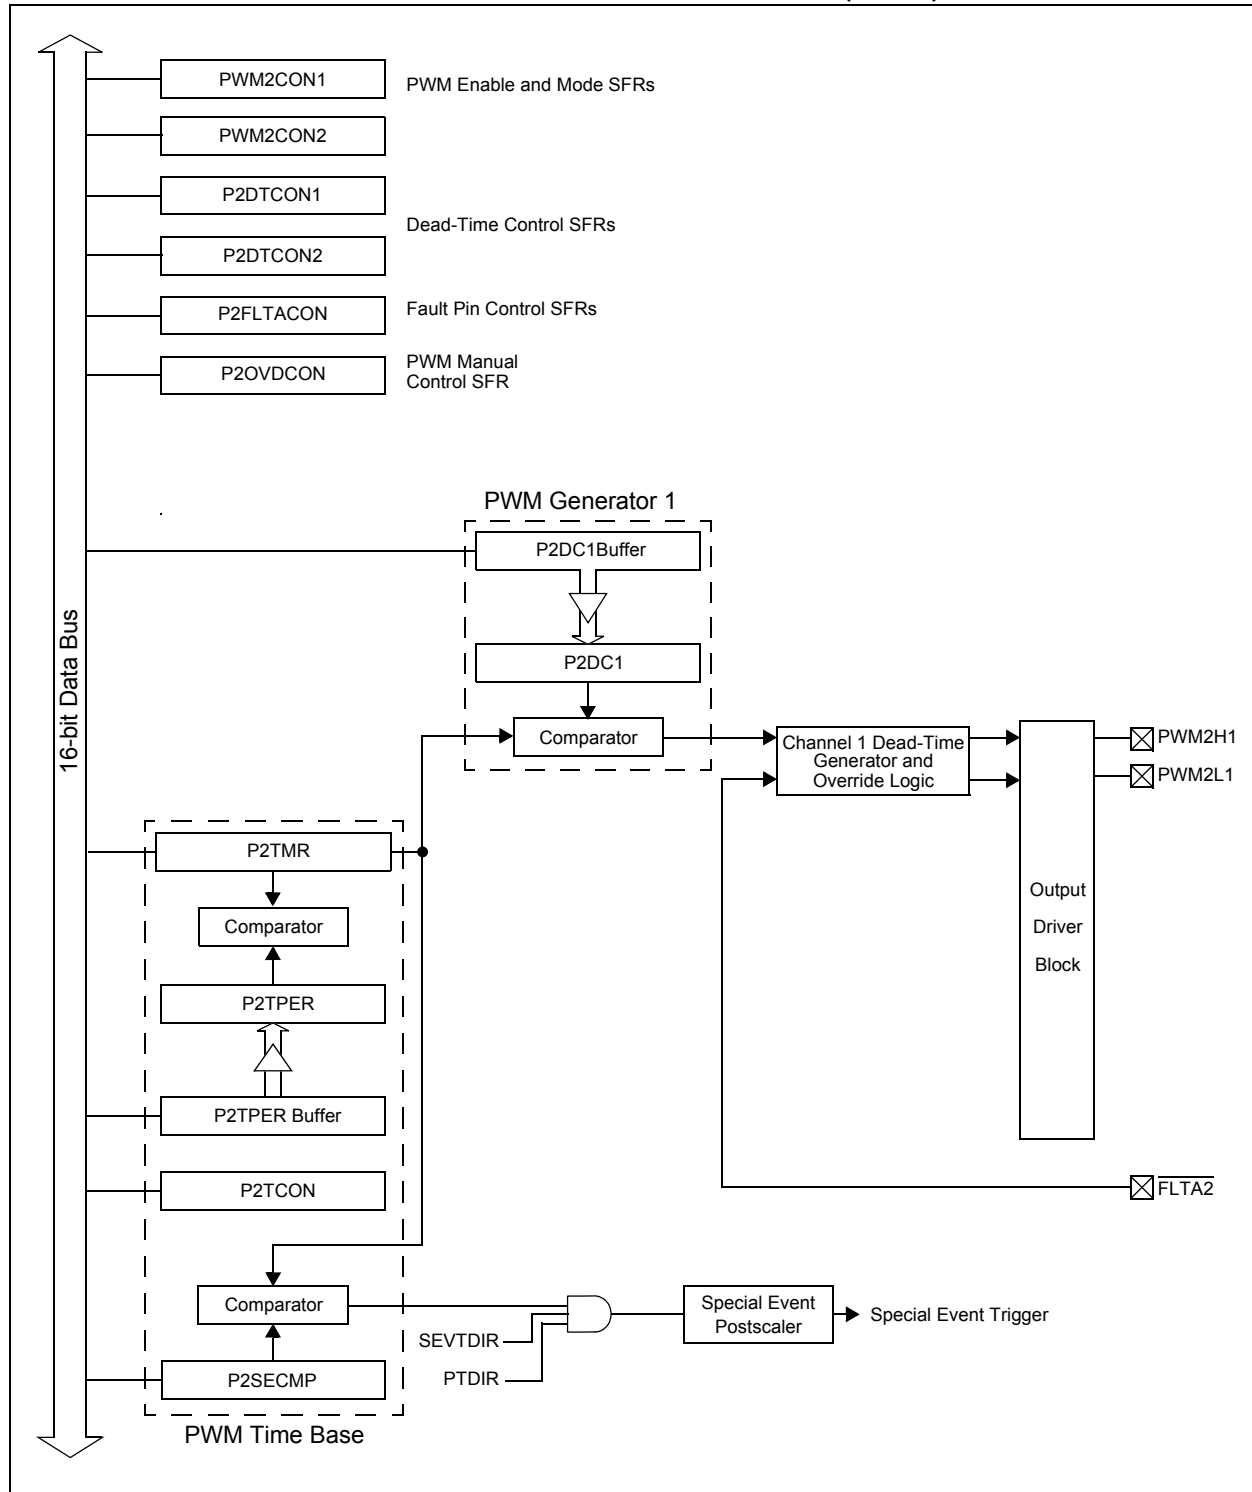 PWM2CON1
PWM Enable and Mode SFRs
PWM2CON2
P2DTCON1
Dead-Time Control SFRs
P2DTCON2
P2FLTACON
Fault Pin Control SFRs
P2OVDCON
PWM Manual
Control SFR
16-bit Data Bus
PWM Generator 1
P2DC1Buffer
P2DC1
Comparator
Channel 1 Dead-Time
Generator and
Override Logic
PWM2H1
PWM2L1
P2TMR
Comparator
P2TPER
P2TPER Buffer
P2TCON
Output
Driver
Block
FLTA2
Comparator
SEVTDIR
PTDIR
Special Event
Postscaler
Special Event Trigger
P2SECMP
PWM Time Base